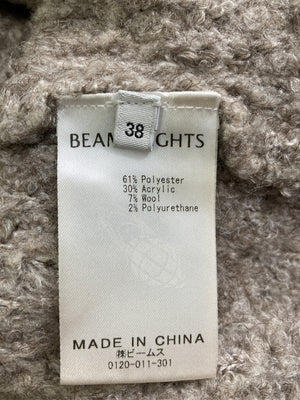 38
BEAM IGHTS
61% Polyester
30% Acrylic
7% Wool
2% Polyurethane
MADE IN CHINA
㈱ビームス
0120-011-301